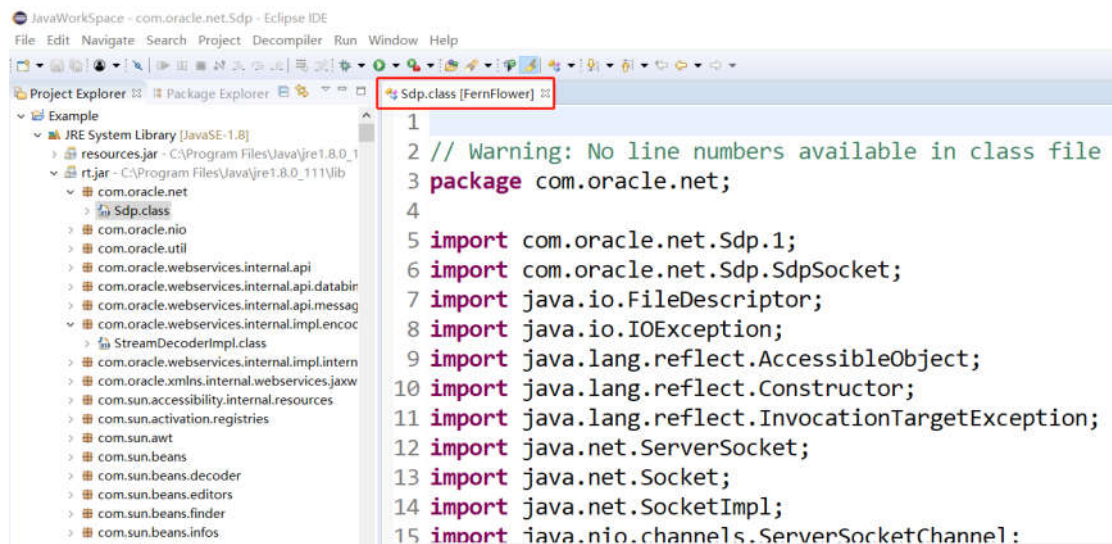 JavaWorkSpace - com.oracle.net.Sdp - Eclipse IDE
File Edit Navigate Search Project Decompiler Run Window Help
Project Explorer Package Explorer
Example
JRE System Library [JavaSE-1.8]
resources.jar - C:\Program Files\Java\jre1.8.0_1
rt.jar - C:\Program Files\Java\jre1.8.0_111\lib
com.oracle.net
Sdp.class
com.oracle.nio
com.oracle.util
com.oracle.webservices.internal.api
com.oracle.webservices.internal.api.databin
com.oracle.webservices.internal.api.messag
com.oracle.webservices.internal.impl.encoc
StreamDecoderImpl.class
com.oracle.webservices.internal.impl.intern
com.oracle.xmlns.internal.webservices.jaxw
com.sun.accessibility.internal.resources
com.sun.activation.registries
com.sun.awt
com.sun.beans
com.sun.beans.decoder
com.sun.beans.editors
com.sun.beans.finder
com.sun.beans.infos
Sdp.class [FernFlower]
1
2 // Warning: No line numbers available in class file
3 package com.oracle.net;
4
5 import com.oracle.net.Sdp.1;
6 import com.oracle.net.Sdp.SdpSocket;
7 import java.io.FileDescriptor;
8 import java.io.IOException;
9 import java.lang.reflect.AccessibleObject;
10 import java.lang.reflect.Constructor;
11 import java.lang.reflect.InvocationTargetException;
12 import java.net.ServerSocket;
13 import java.net.Socket;
14 import java.net.SocketImpl;
15 import java.nio.channels.ServerSocketChannel;